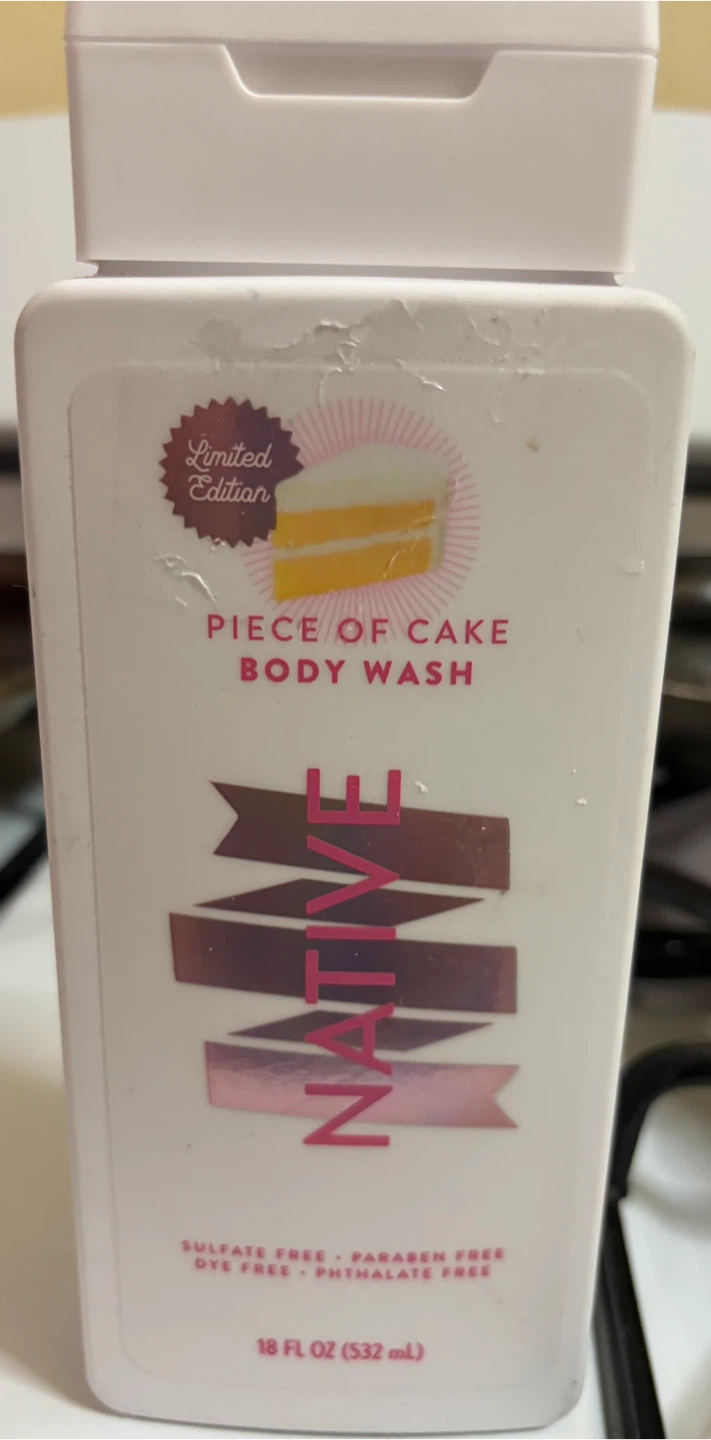 Limited
Edition
PIECE OF CAKE
BODY WASH
NATIVE
SULFATE FREE • PARABEN FREE
DYE FREE • PHTHALATE FREE
18 FL OZ (532 mL)